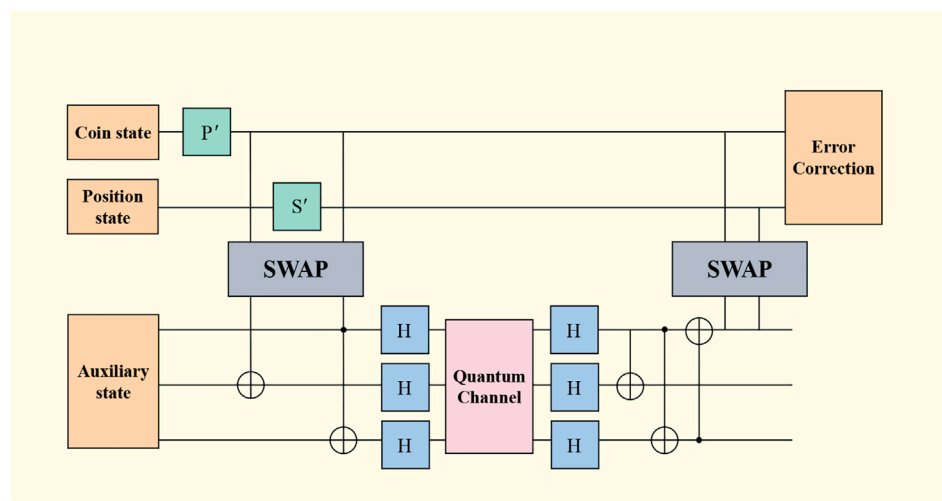 Coin state
P′
Error
Correction
Position
state
S′
SWAP
SWAP
Auxiliary
state
H
H
H
Quantum
Channel
H
H
H